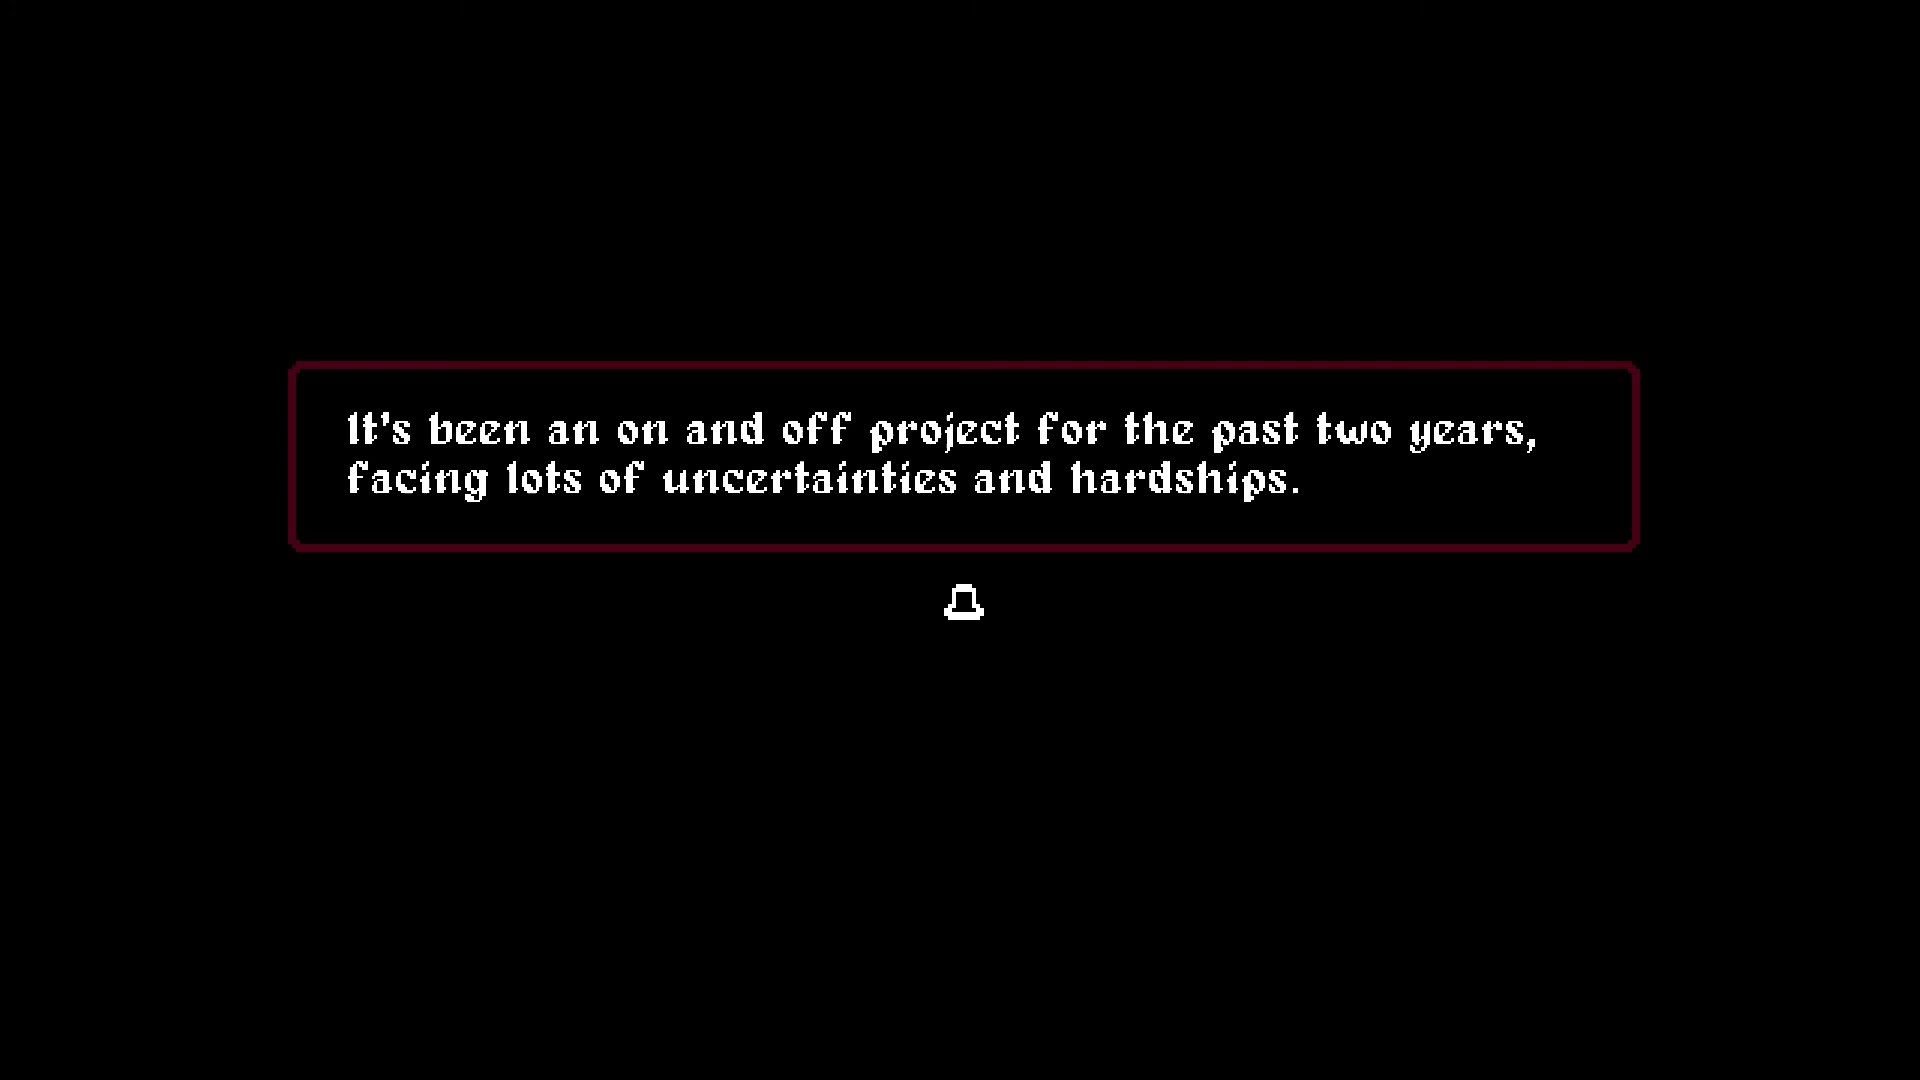 It's been an on and off project for the past two years,
facing lots of uncertainties and hardships.